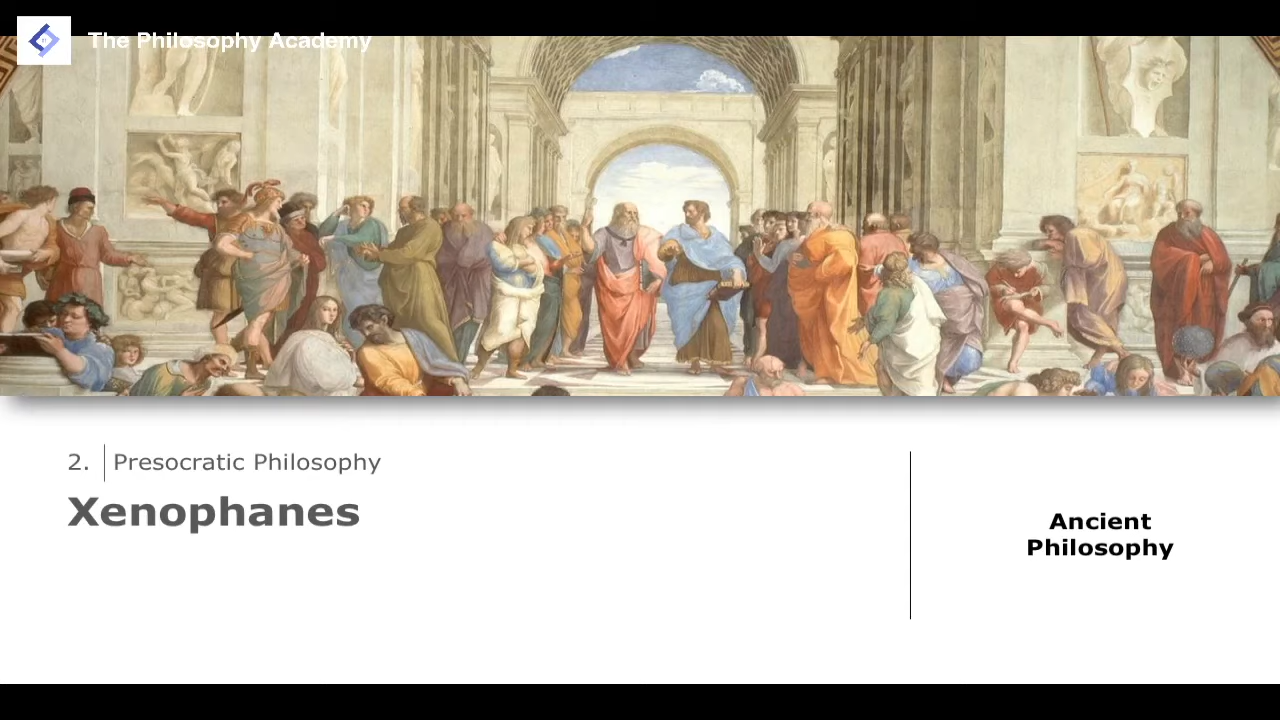 The Philosophy Academy
2. Presocratic Philosophy
Xenophanes
Ancient
Philosophy